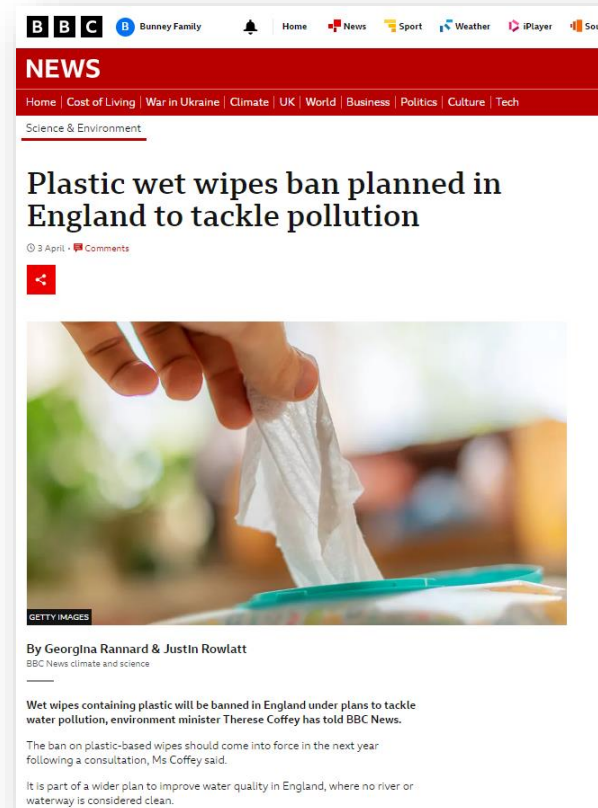 BBC B Bunney Family Home News Sport Weather iPlayer
NEWS
Home | Cost of Living | War in Ukraine | Climate | UK | World | Business | Politics | Culture | Tech
Science & Environment
Plastic wet wipes ban planned in
England to tackle pollution
3 April · Comments
GETTY IMAGES
By Georgina Rannard & Justin Rowlatt
BBC News climate and science
Wet wipes containing plastic will be banned in England under plans to tackle
water pollution, environment minister Therese Coffey has told BBC News.
The ban on plastic-based wipes should come into force in the next year
following a consultation, Ms Coffey said.
It is part of a wider plan to improve water quality in England, where no river or
waterway is considered clean.